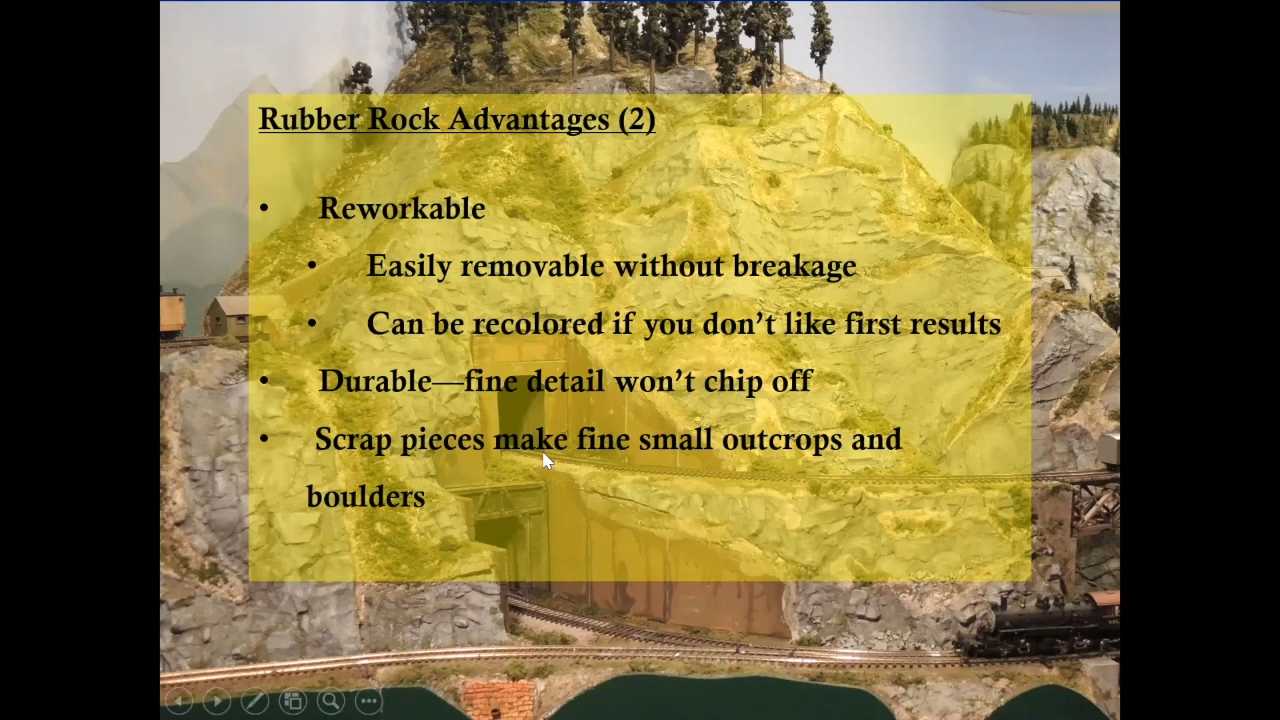 Rubber Rock Advantages (2)
• Reworkable
• Easily removable without breakage
• Can be recolored if you don’t like first results
• Durable—fine detail won’t chip off
• Scrap pieces make fine small outcrops and
boulders